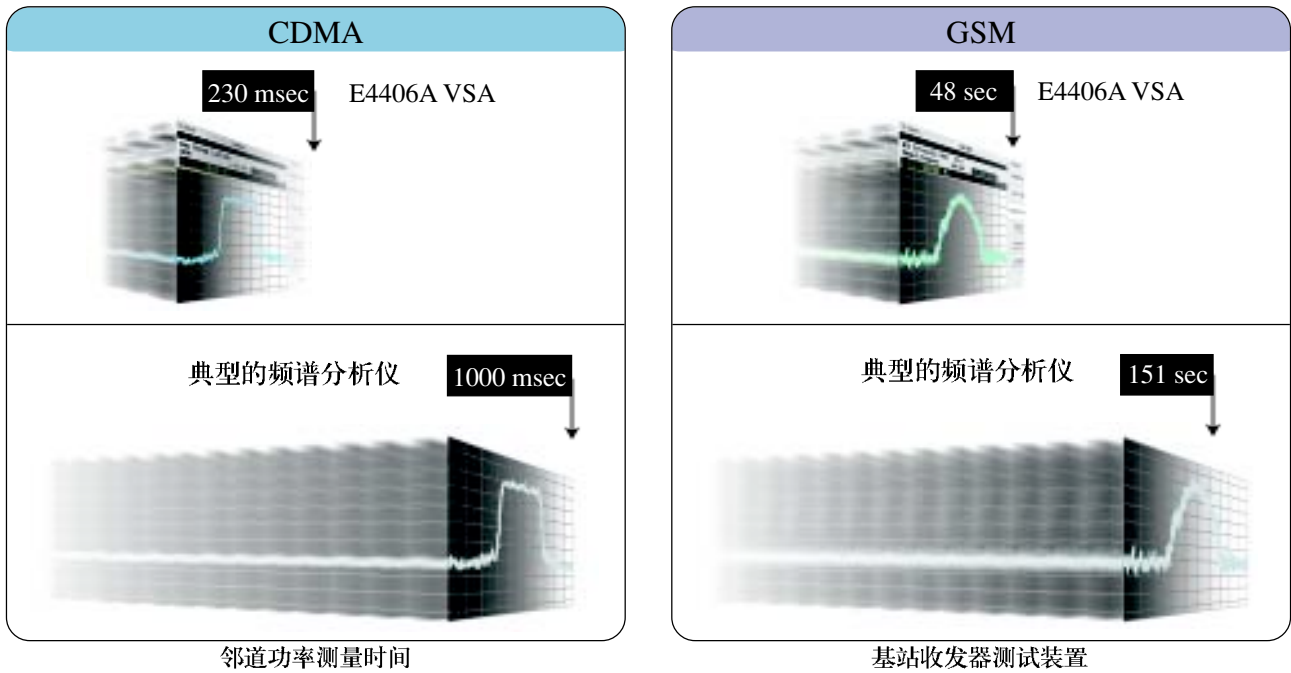 CDMA
230 msec
E4406A VSA
典型的频谱分析仪
1000 msec
邻道功率测量时间
GSM
48 sec
E4406A VSA
典型的频谱分析仪
151 sec
基站收发器测试装置